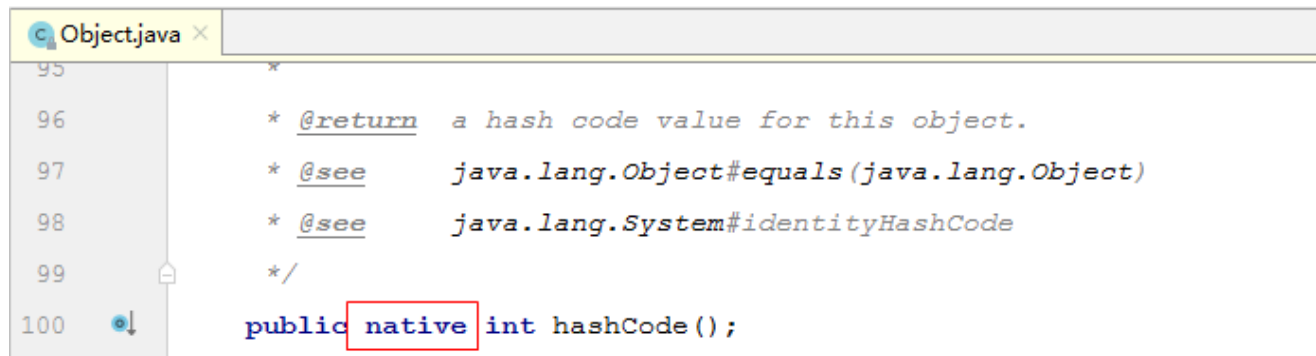 Object.java
95 *
96 * @return a hash code value for this object.
97 * @see java.lang.Object#equals(java.lang.Object)
98 * @see java.lang.System#identityHashCode
99 */
100 public native int hashCode();